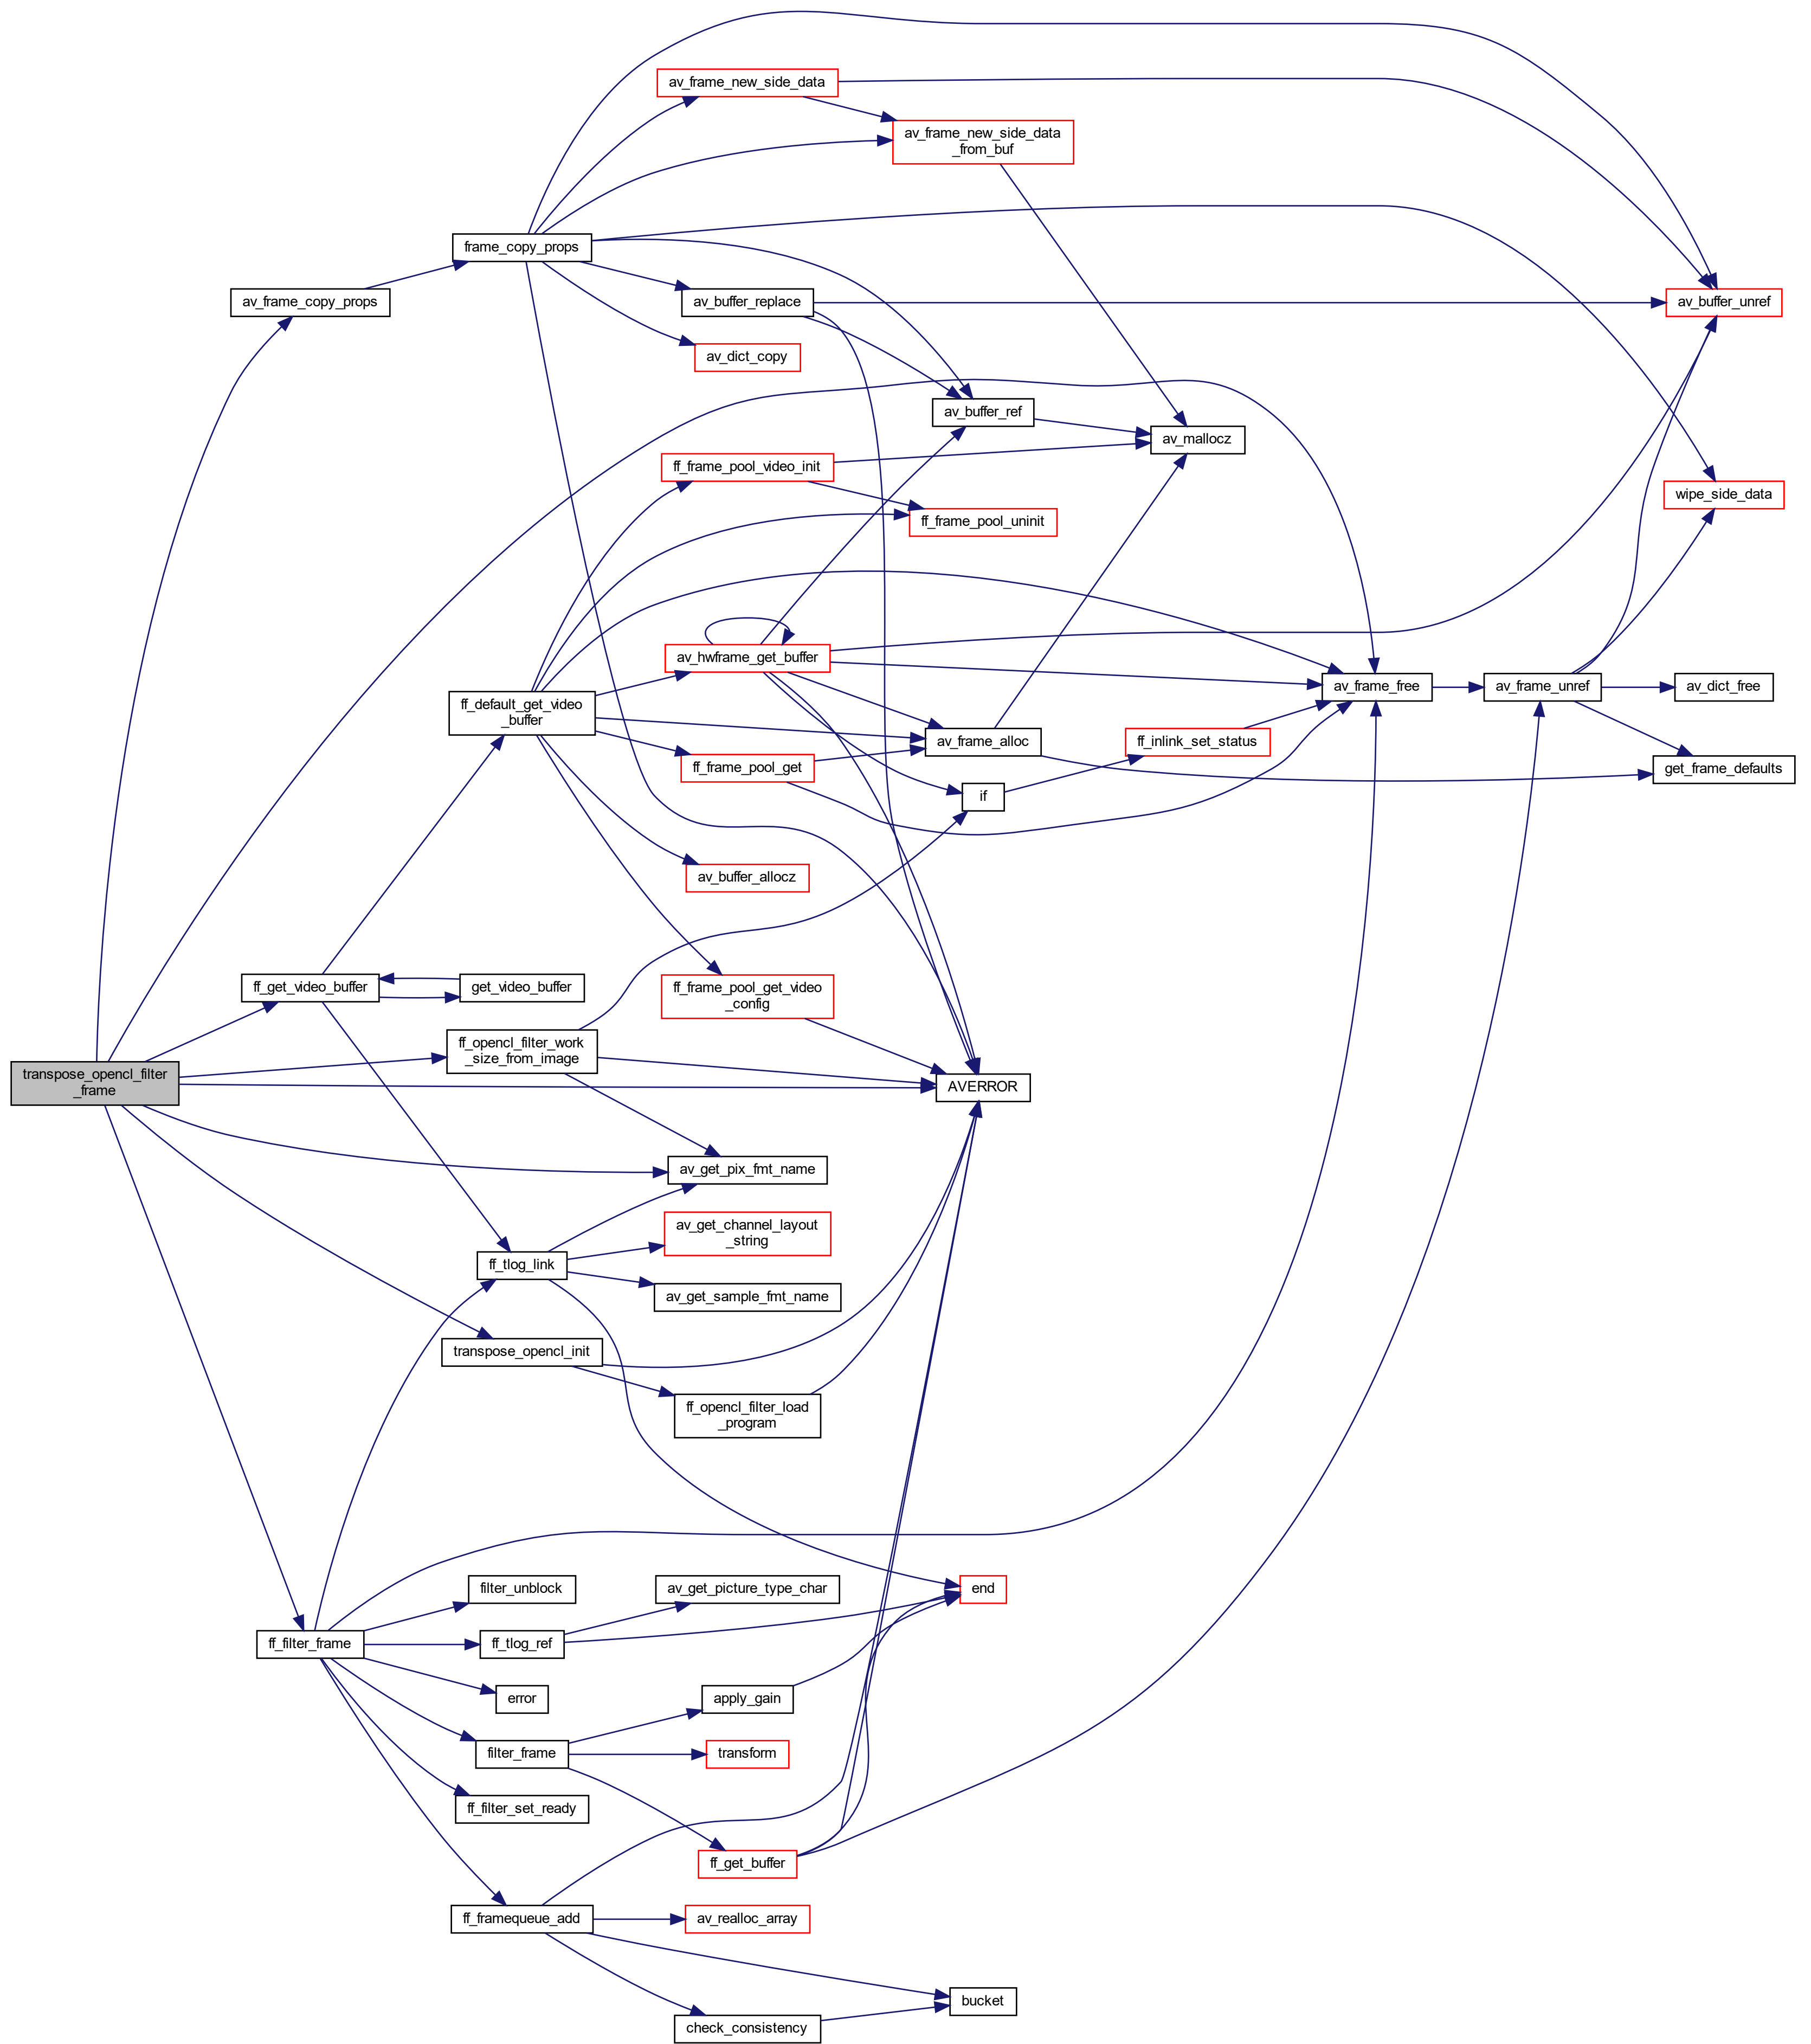 av_frame_new_side_data
av_frame_new_side_data
_from_buf
frame_copy_props
av_frame_copy_props
av_buffer_replace
av_buffer_unref
av_dict_copy
av_buffer_ref
av_mallocz
ff_frame_pool_video_init
wipe_side_data
ff_frame_pool_uninit
av_hwframe_get_buffer
ff_default_get_video
_buffer
av_frame_free
av_frame_unref
av_dict_free
av_frame_alloc
ff_inlink_set_status
ff_frame_pool_get
get_frame_defaults
if
av_buffer_allocz
ff_get_video_buffer
get_video_buffer
ff_frame_pool_get_video
_config
ff_opencl_filter_work
_size_from_image
transpose_opencl_filter
_frame
AVERROR
av_get_pix_fmt_name
av_get_channel_layout
_string
ff_tlog_link
av_get_sample_fmt_name
transpose_opencl_init
ff_opencl_filter_load
_program
filter_unblock
av_get_picture_type_char
end
ff_filter_frame
ff_tlog_ref
error
apply_gain
filter_frame
transform
ff_filter_set_ready
ff_get_buffer
ff_framequeue_add
av_realloc_array
bucket
check_consistency